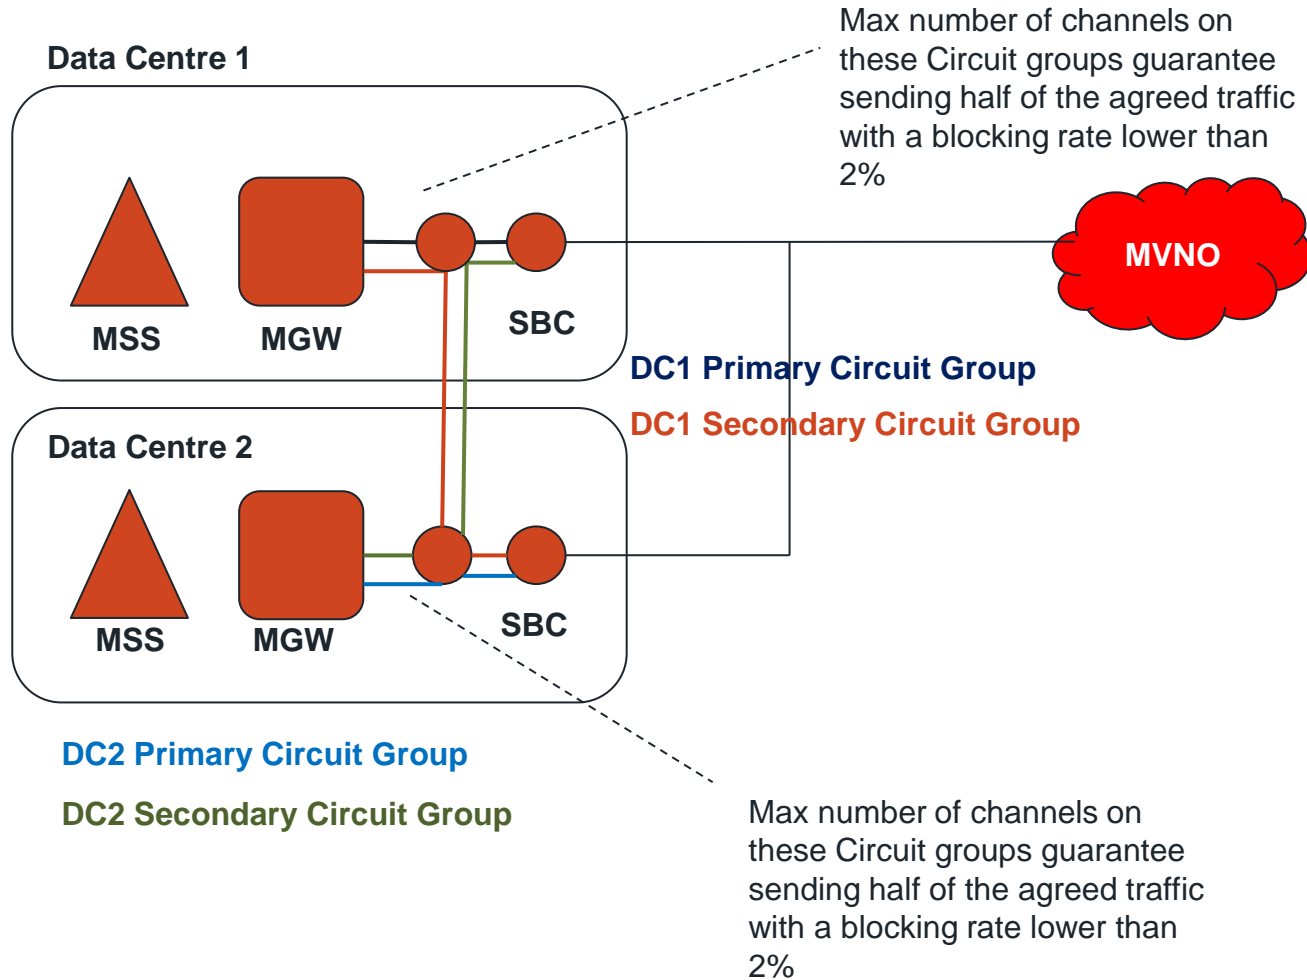 Max number of channels on
these Circuit groups guarantee
sending half of the agreed traffic
with a blocking rate lower than
2%
Data Centre 1
MVNO
MSS
MGW
SBC
DC1 Primary Circuit Group
DC1 Secondary Circuit Group
Data Centre 2
MSS
MGW
SBC
DC2 Primary Circuit Group
DC2 Secondary Circuit Group
Max number of channels on
these Circuit groups guarantee
sending half of the agreed traffic
with a blocking rate lower than
2%